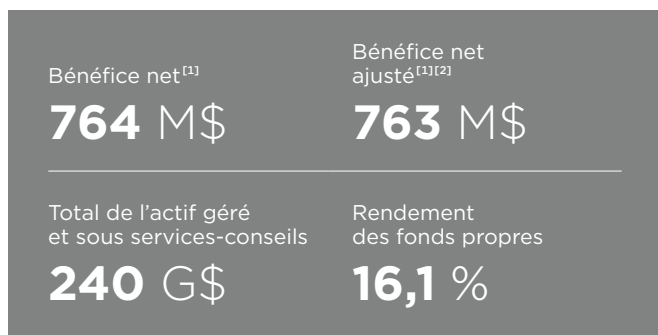 Bénéfice net[1]
764 M$
Bénéfice net
ajusté[1][2]
763 M$
Total de l’actif géré
et sous services-conseils
240 G$
Rendement
des fonds propres
16,1 %